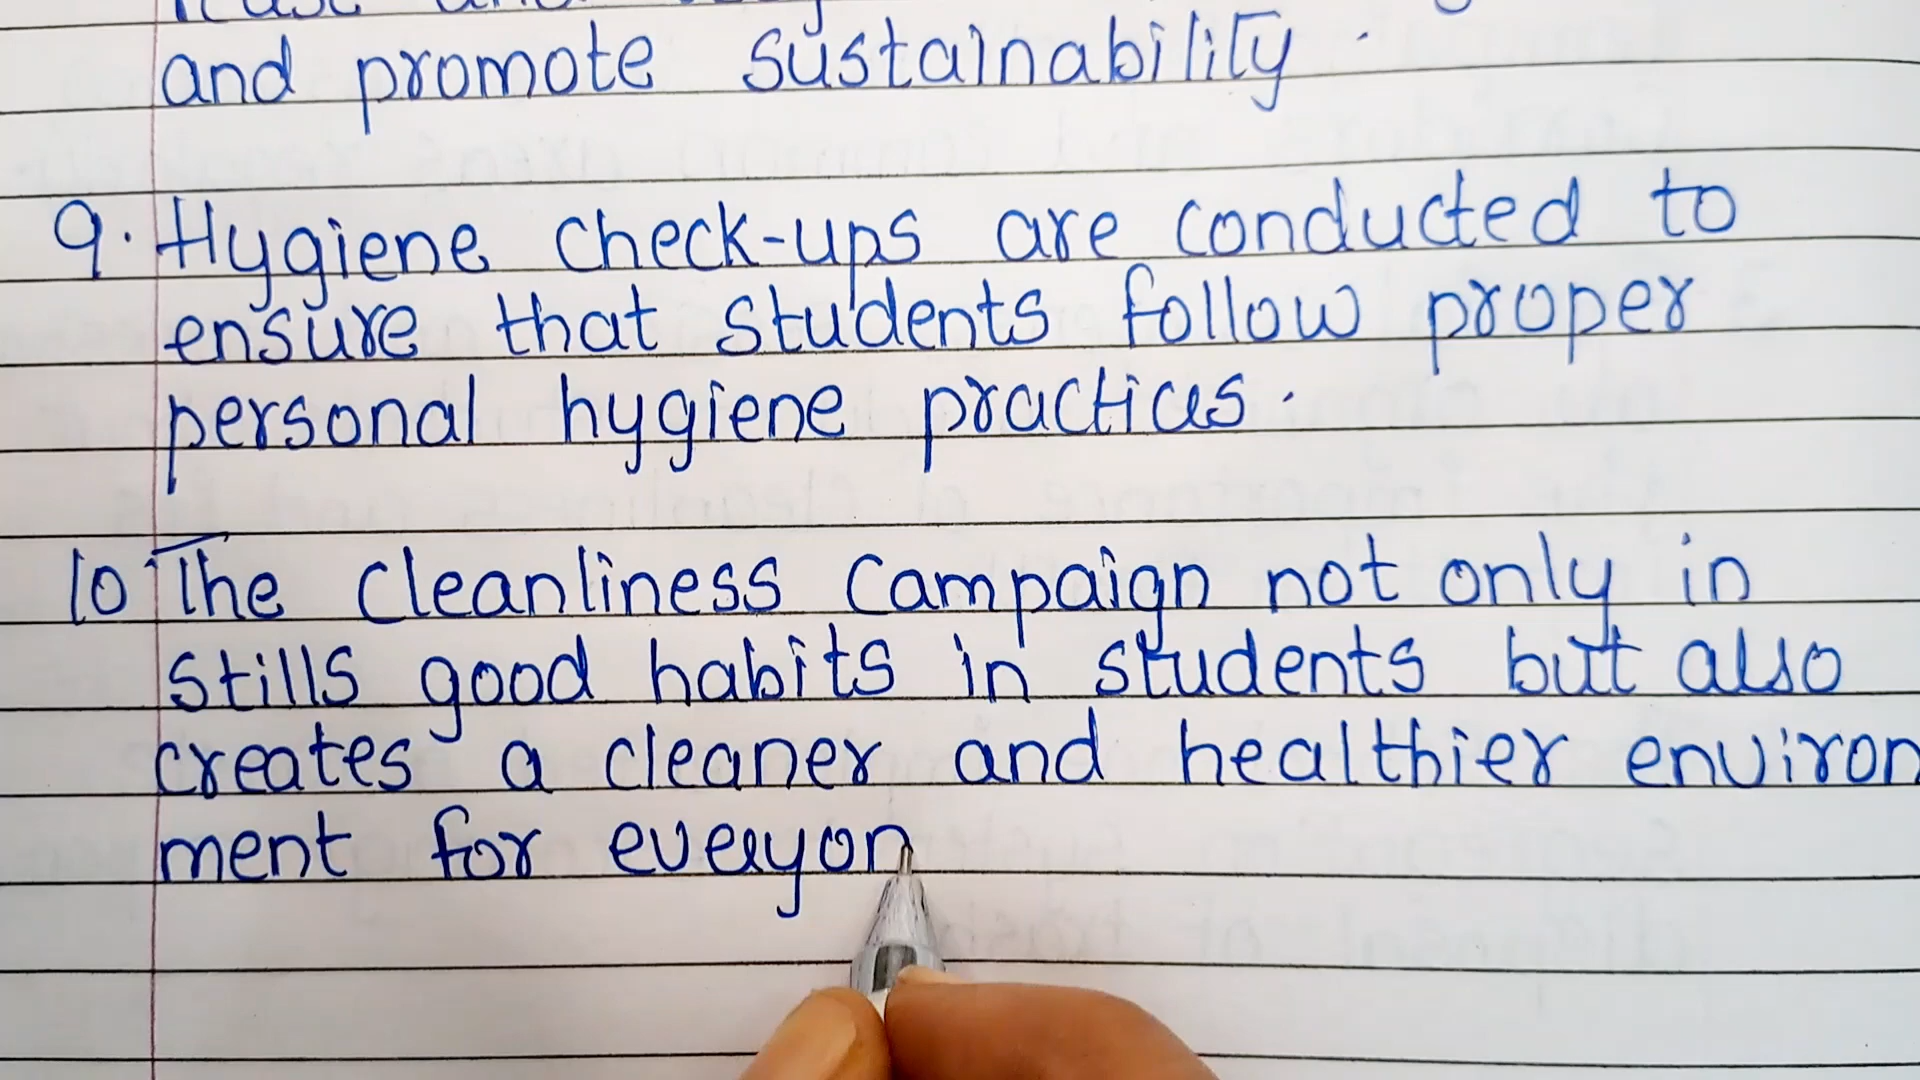 and promote sustainability.
9. Hygiene check-ups are conducted to
ensure that students follow proper
personal hygiene practices.
10. The cleanliness campaign not only in
stills good habits in students but also
creates a cleaner and healthier environ
ment for everyon